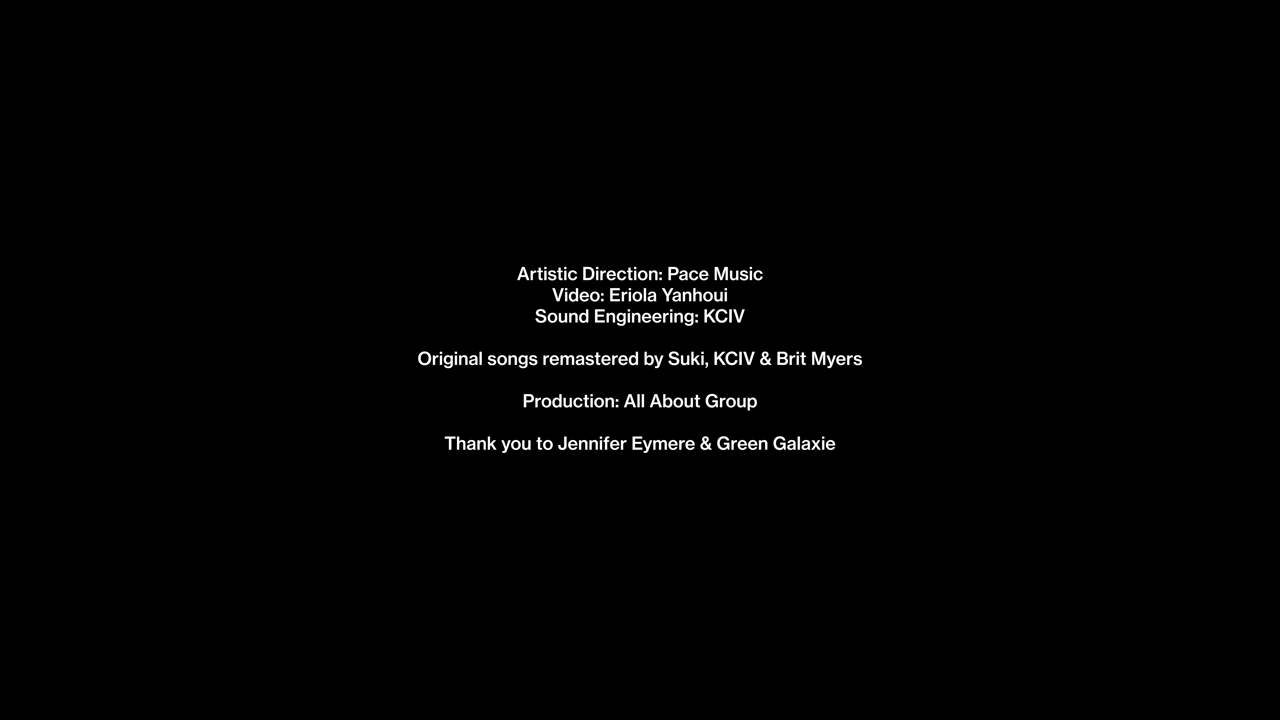 Artistic Direction: Pace Music
Video: Eriola Yanhoui
Sound Engineering: KCIV
Original songs remastered by Suki, KCIV & Brit Myers
Production: All About Group
Thank you to Jennifer Eymere & Green Galaxie